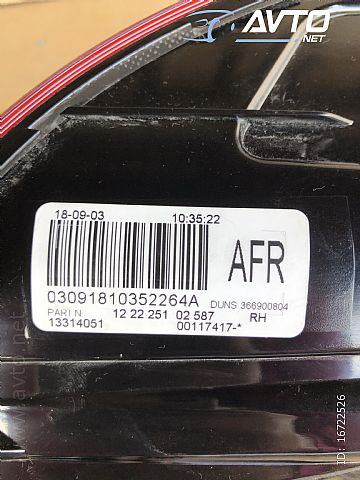 AVTO
.NET
18-09-03 10:35:22
AFR
03091810352264A
DUNS 366900804
PART N 12 22 251 02 587 RH
13314051 00117417-*
ID: 16722526